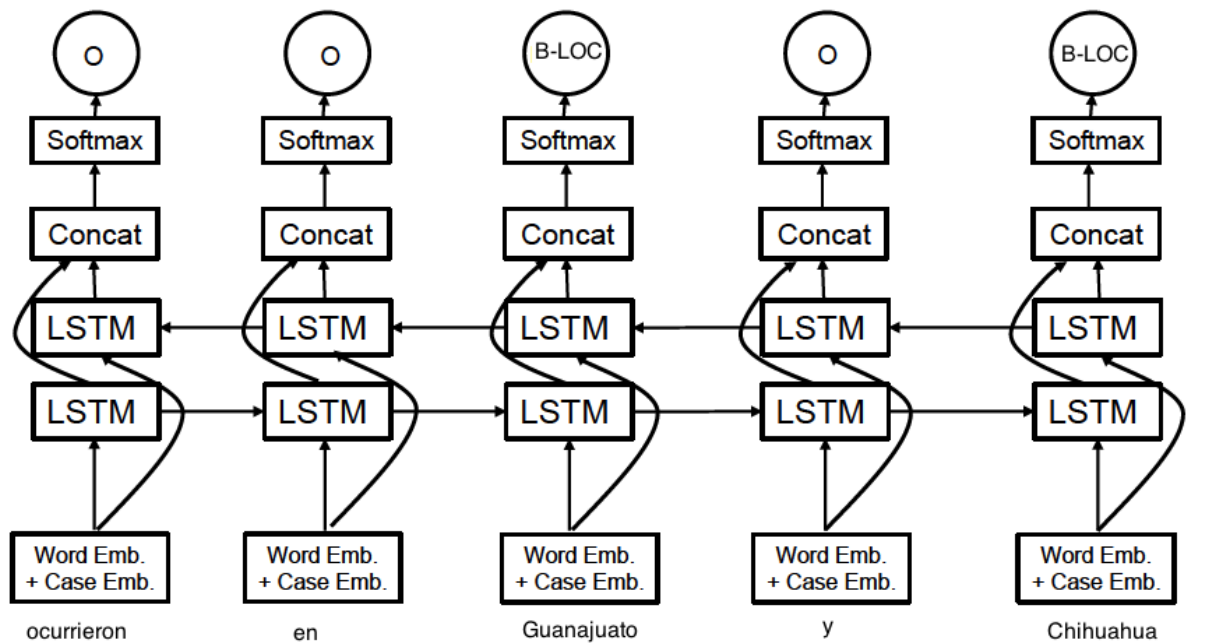 O O B-LOC O B-LOC
Softmax Softmax Softmax Softmax Softmax
Concat Concat Concat Concat Concat
LSTM LSTM LSTM LSTM LSTM
LSTM LSTM LSTM LSTM LSTM
Word Emb. Word Emb. Word Emb. Word Emb. Word Emb.
+ Case Emb. + Case Emb. + Case Emb. + Case Emb. + Case Emb.
ocurrieron en Guanajuato y Chihuahua